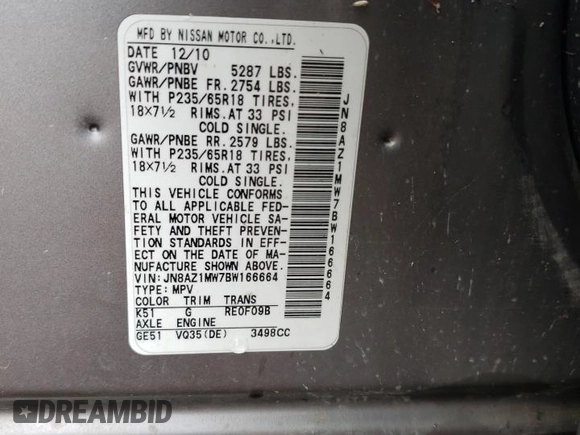 MFD BY NISSAN MOTOR CO.,LTD.
DATE 12/10
GVWR/PNBV 5287 LBS.
GAWR/PNBE FR. 2754 LBS.
WITH P235/65R18 TIRES,
18X7½ RIMS. AT 33 PSI
COLD SINGLE.
GAWR/PNBE RR. 2579 LBS.
WITH P235/65R18 TIRES,
18X7½ RIMS. AT 33 PSI
COLD SINGLE.
THIS VEHICLE CONFORMS
TO ALL APPLICABLE FED-
ERAL MOTOR VEHICLE SA-
FETY AND THEFT PREVEN-
TION STANDARDS IN EFF-
ECT ON THE DATE OF MA-
NUFACTURE SHOWN ABOVE.
VIN: JN8AZ1MW7BW166664
TYPE: MPV
COLOR TRIM TRANS
K51 G RE0F09B
AXLE ENGINE
GE51 VQ35(DE) 3498CC
JN8AZ1MW7BW166664
DREAMBID